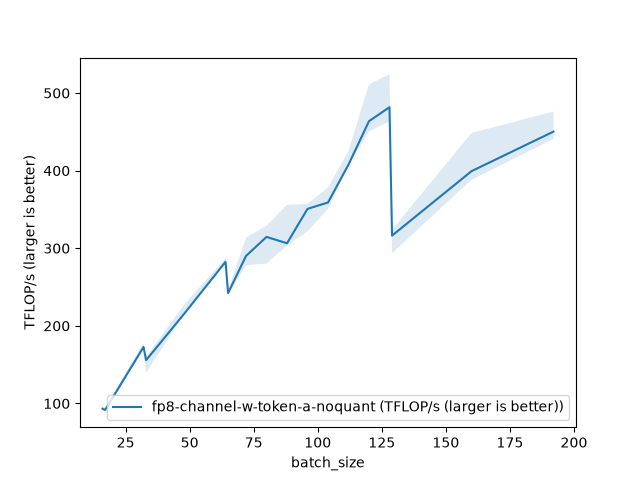 TFLOP/s (larger is better)
500
400
300
200
100
fp8-channel-w-token-a-noquant (TFLOP/s (larger is better))
25 50 75 100 125 150 175 200
batch_size